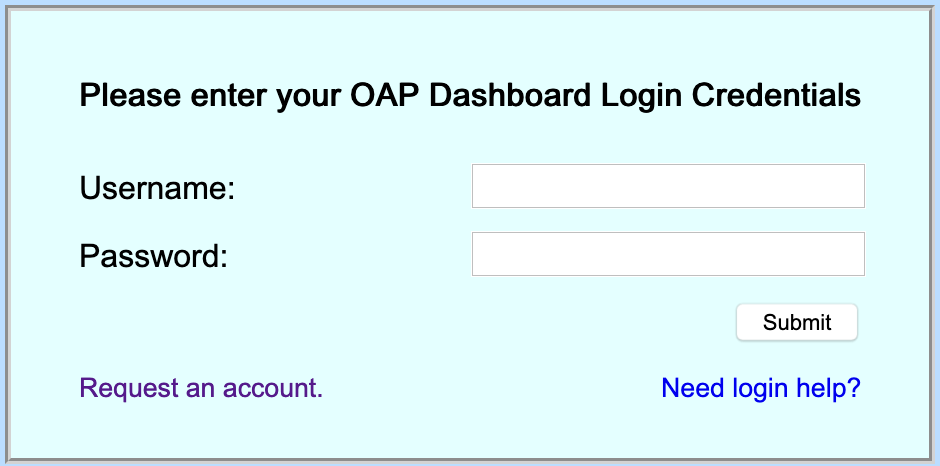 Please enter your OAP Dashboard Login Credentials
Username:
Password:
Submit
Request an account. Need login help?